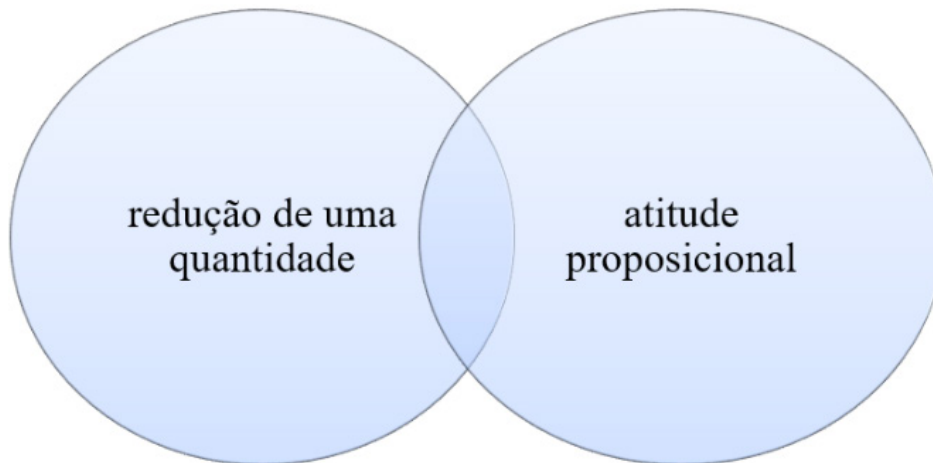 redução de uma
quantidade
atitude
proposicional